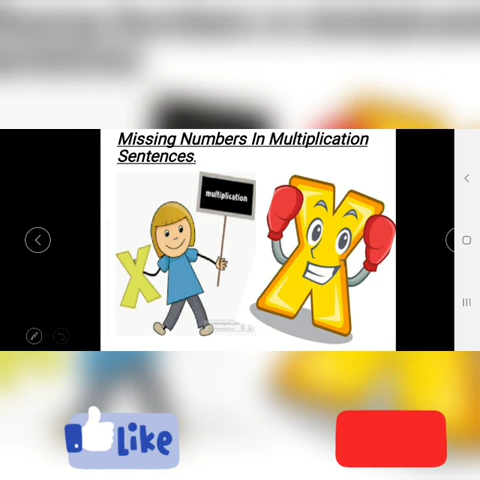 Missing Numbers In Multiplication
Sentences.
multiplication
Like